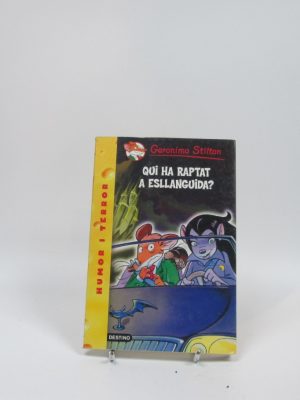 Geronimo Stilton
QUI HA RAPTAT
A ESLLANGUIDA?
HUMOR I TERROR
DESTINO